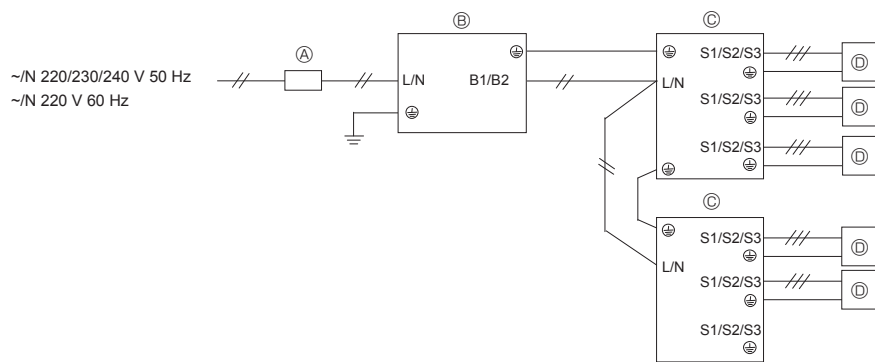 ~/N 220/230/240 V 50 Hz
~/N 220 V 60 Hz
Ⓐ
Ⓑ
L/N
B1/B2
Ⓒ
L/N
S1/S2/S3
Ⓓ
S1/S2/S3
Ⓓ
S1/S2/S3
Ⓓ
Ⓒ
L/N
S1/S2/S3
Ⓓ
S1/S2/S3
Ⓓ
S1/S2/S3